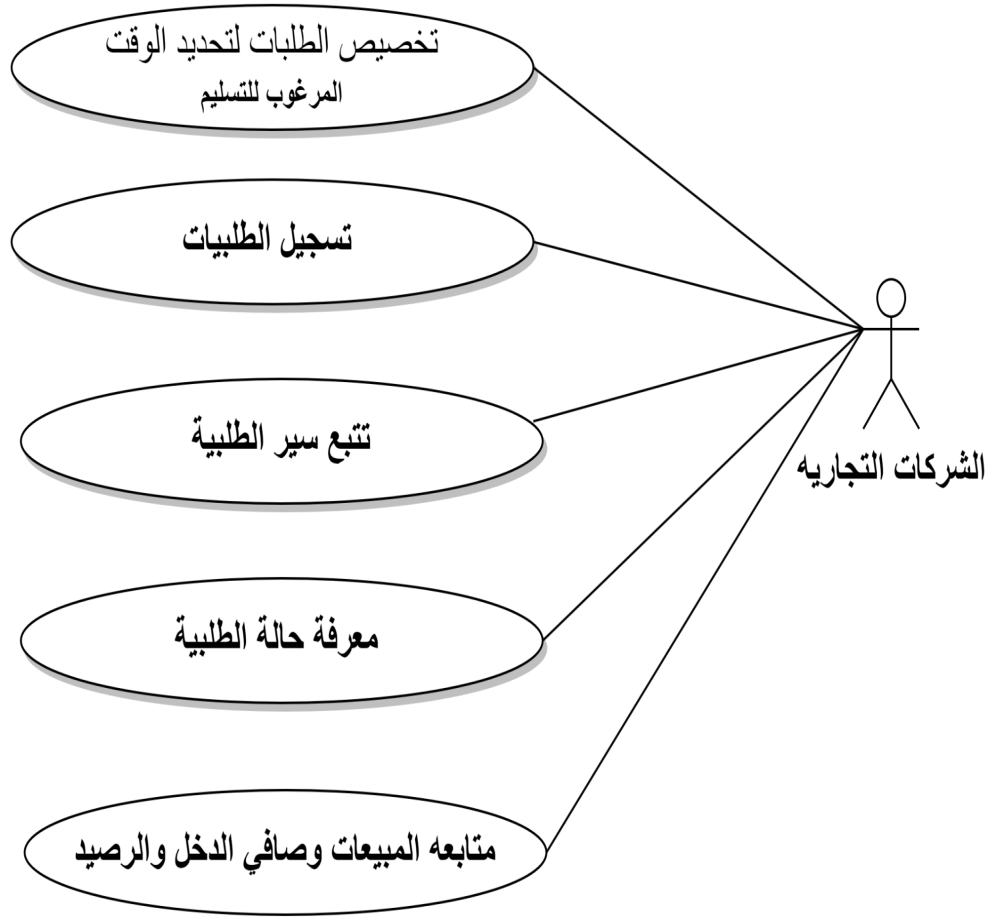 تخصيص الطلبات لتحديد الوقت
المرغوب للتسليم
تسجيل الطلبيات
تتبع سير الطلبية
الشركات التجاريه
معرفة حالة الطلبية
متابعه المبيعات وصافي الدخل والرصيد